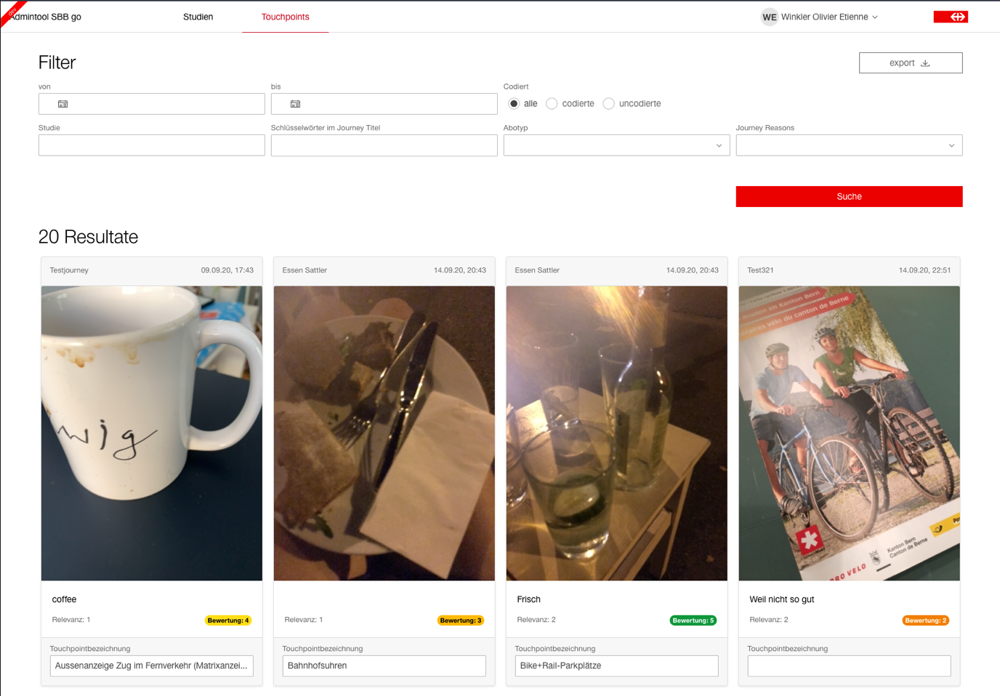 dev
Admintool SBB go
Studien
Touchpoints
WE Winkler Olivier Etienne
Filter
export
von
bis
Codiert
alle
codierte
uncodierte
Studie
Schlüsselwörter im Journey Titel
Abotyp
Journey Reasons
Suche
20 Resultate
Testjourney 09.09.20, 17:43
Essen Sattler 14.09.20, 20:43
Essen Sattler 14.09.20, 20:43
Test321 14.09.20, 22:51
wig
Routen im Kanton Bern
du canton de Berne
Kanton Bern
Canton de Berne
VELO
coffee
Relevanz: 1
Bewertung: 4
Relevanz: 1
Bewertung: 3
Frisch
Relevanz: 2
Bewertung: 5
Weil nicht so gut
Relevanz: 2
Bewertung: 2
Touchpointbezeichnung
Aussenanzeige Zug im Fernverkehr (Matrixanzei...
Touchpointbezeichnung
Bahnhofsuhren
Touchpointbezeichnung
Bike+Rail-Parkplätze
Touchpointbezeichnung